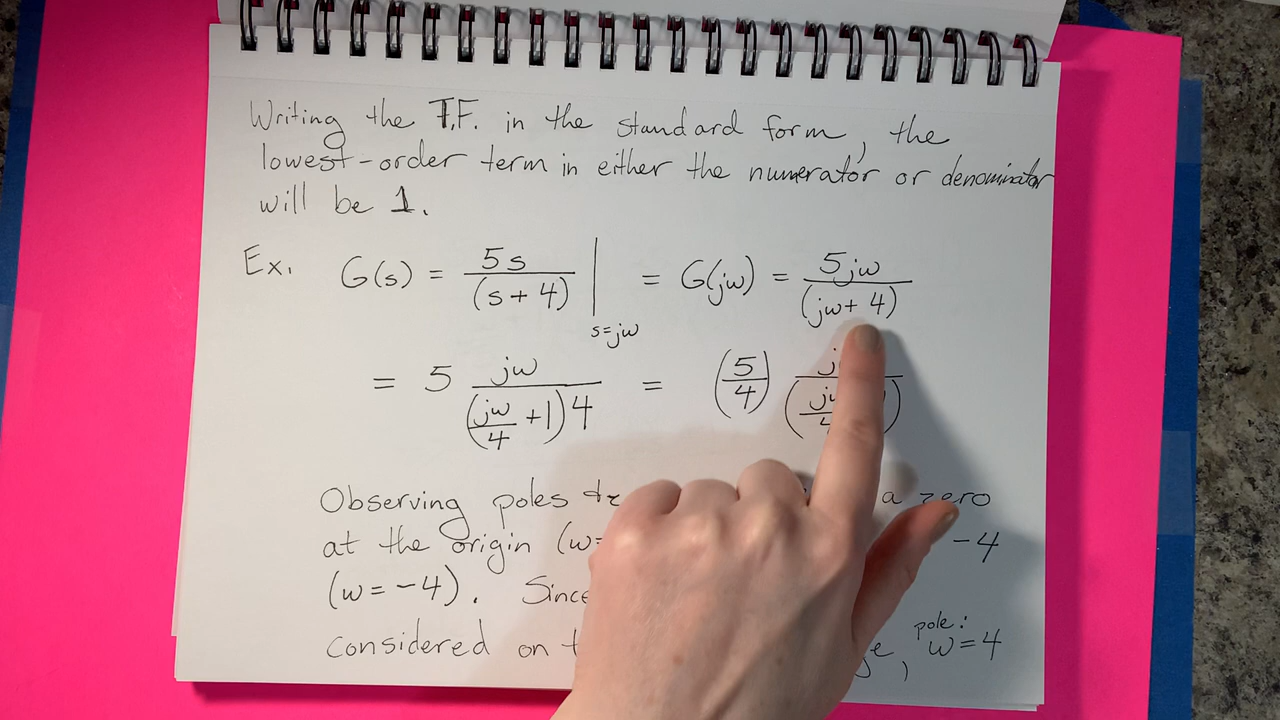 Writing the T.F. in the standard form, the
lowest-order term in either the numerator or denominator
will be 1.
Ex. G(s) = 5s / (s + 4) | s=jω = G(jω) = 5jω / (jω + 4)
= 5 jω / (jω/4 + 1)4 = (5/4)
Observing poles a zero
at the origin (ω= -4
(ω = -4). Since
considered on pole: ω = 4